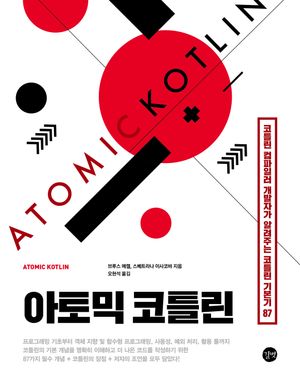 ATOMIC KOTLIN
코틀린 컴파일러 개발자가 알려주는 코틀린 기본기 87
길벗
ATOMIC KOTLIN
브루스 에켈, 스베트라나 이사코바 지음
오현석 옮김
아토믹 코틀린
프로그래밍 기초부터 객체 지향 및 함수형 프로그래밍, 사용성, 예외 처리, 활용 툴까지
코틀린의 기본 개념을 명확히 이해하고 더 나은 코드를 작성하기 위한
87가지 필수 개념 + 코틀린의 장점 + 저자의 조언을 모두 담았다!